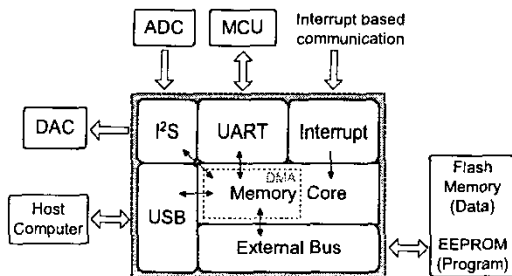 ADC
MCU
Interrupt based
communication
DAC
I²S
UART
Interrupt
DMA
Memory Core
USB
Host
Computer
External Bus
Flash
Memory
(Data)
EEPROM
(Program)